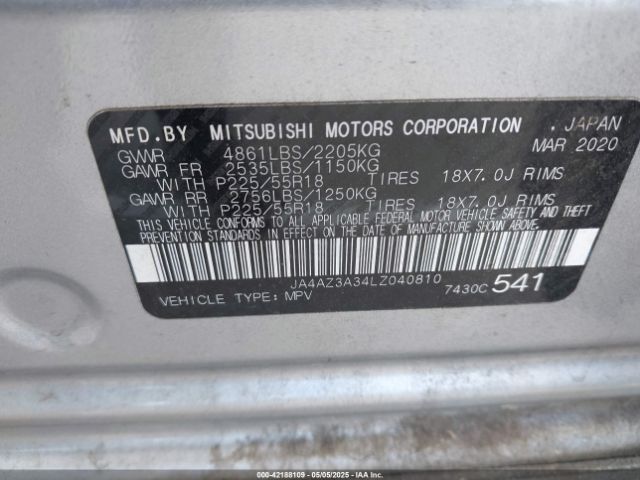 MFD.BY MITSUBISHI MOTORS CORPORATION . JAPAN
GVWR 4861LBS/2205KG MAR 2020
GAWR FR 2535LBS/1150KG
WITH P225/55R18 TIRES 18X7.0J RIMS
GAWR RR 2756LBS/1250KG
WITH P225/55R18 TIRES 18X7.0J RIMS
THIS VEHICLE CONFORMS TO ALL APPLICABLE FEDERAL MOTOR VEHICLE SAFETY AND THEFT
PREVENTION STANDARDS IN EFFECT ON THE DATE OF MANUFACTURE SHOWN ABOVE.
JA4AZ3A34LZ040810
VEHICLE TYPE: MPV 7430C 541
000-42188109 05/05/2025 IAAI.COM